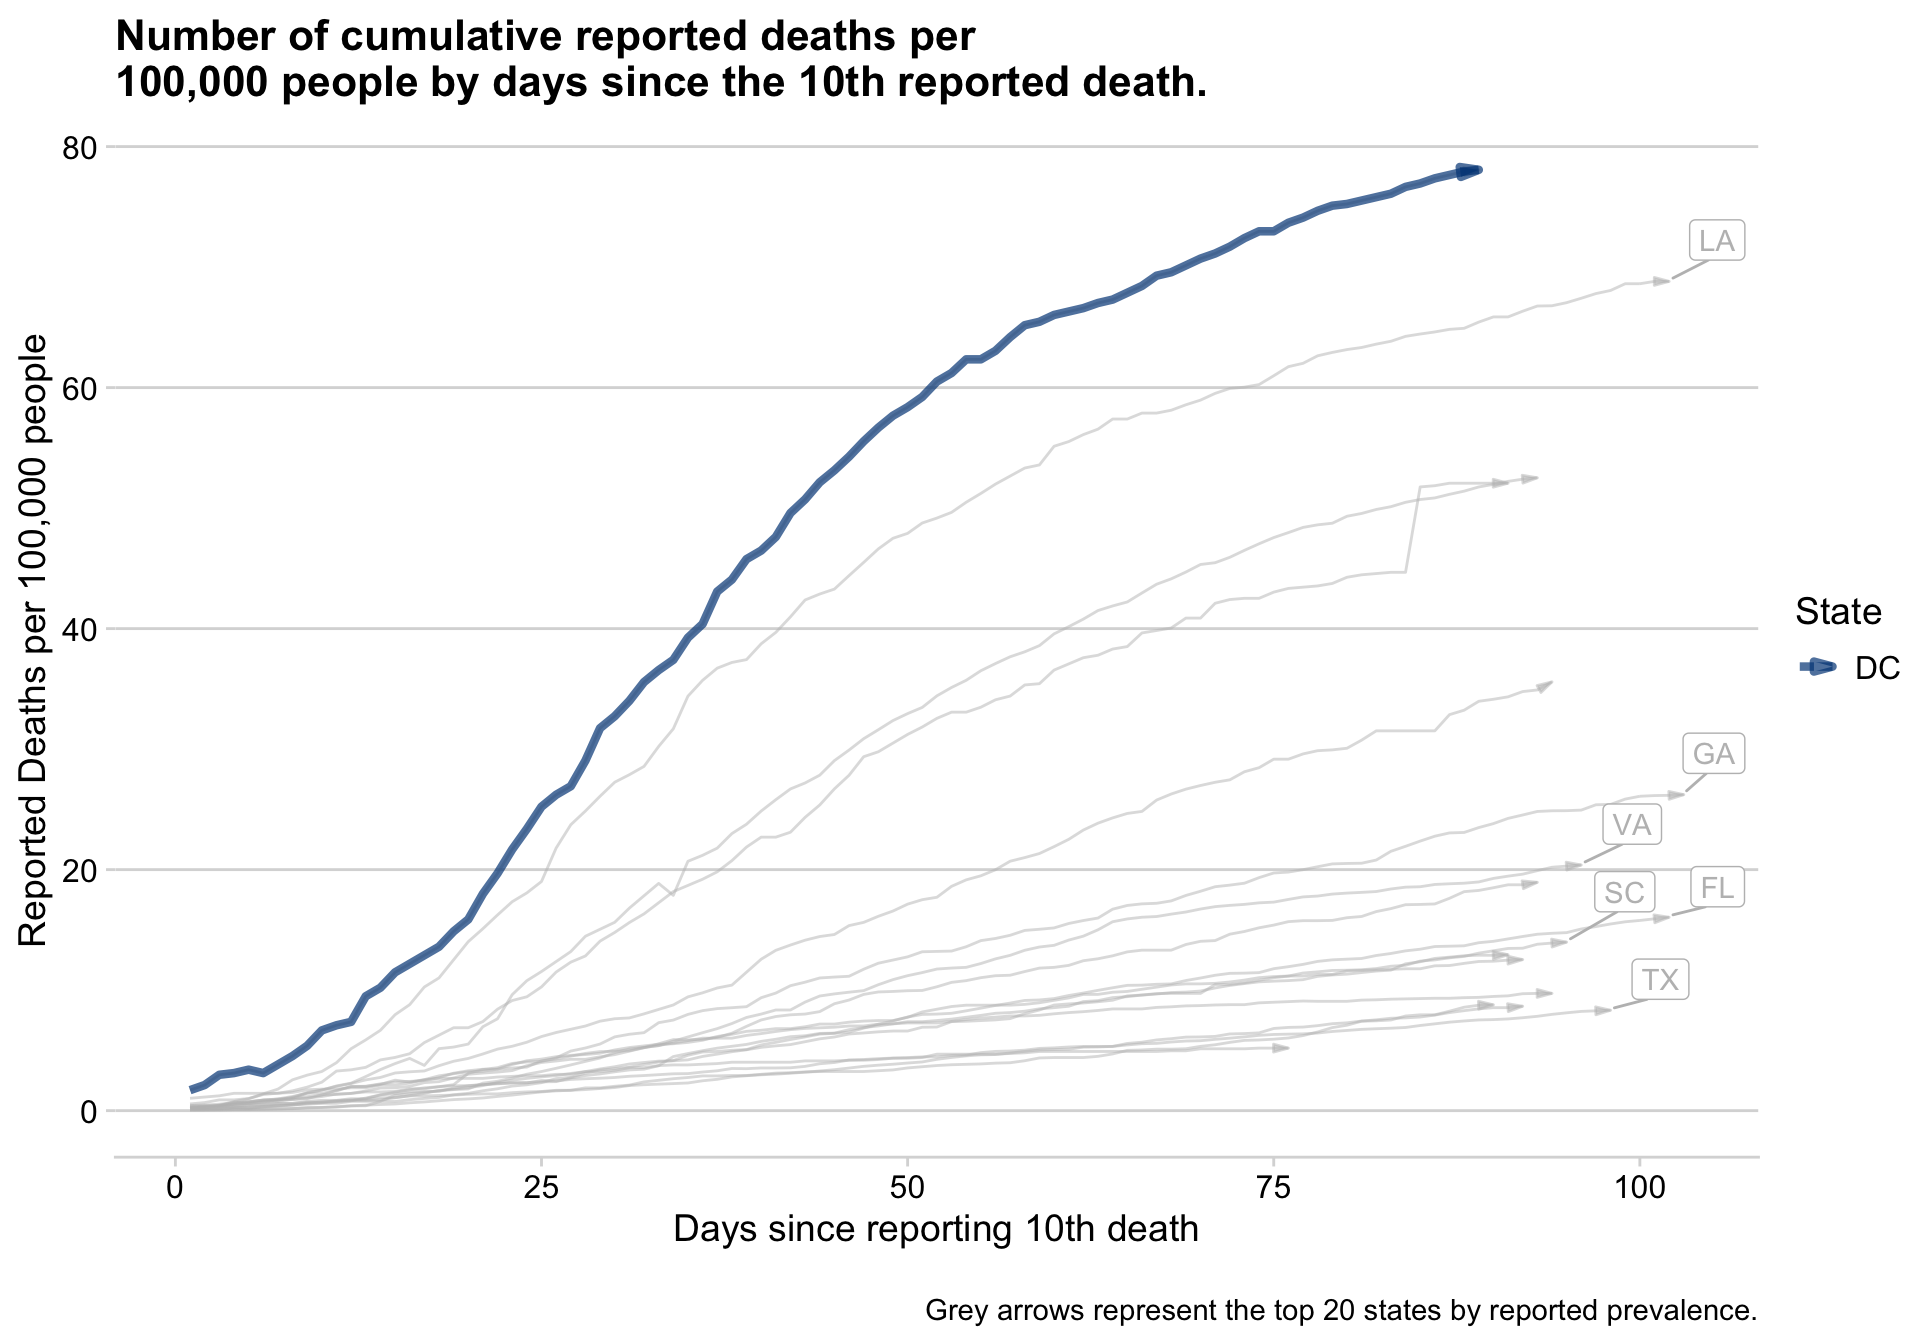 Number of cumulative reported deaths per
100,000 people by days since the 10th reported death.
Reported Deaths per 100,000 people
80
60
40
20
0
LA
GA
VA
SC
FL
TX
State
DC
0
25
50
75
100
Days since reporting 10th death
Grey arrows represent the top 20 states by reported prevalence.